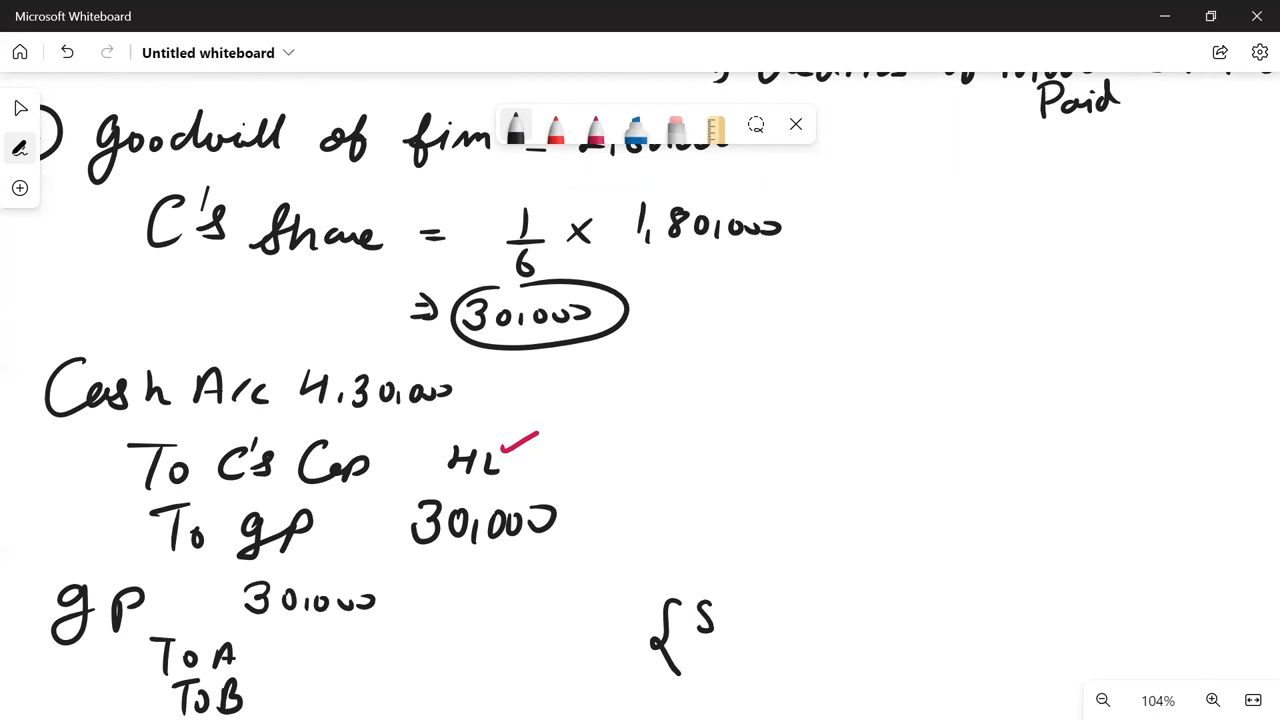 Microsoft Whiteboard
Untitled whiteboard
Paid
) goodwill of firm =
C's Share = 1/6 × 1,80,000
⇒ 30,000
Cash A/c 4,30,000
To C's Cap 4L ✓
To gp 30,000
gp 30,000
To A
To B
{ S
104%